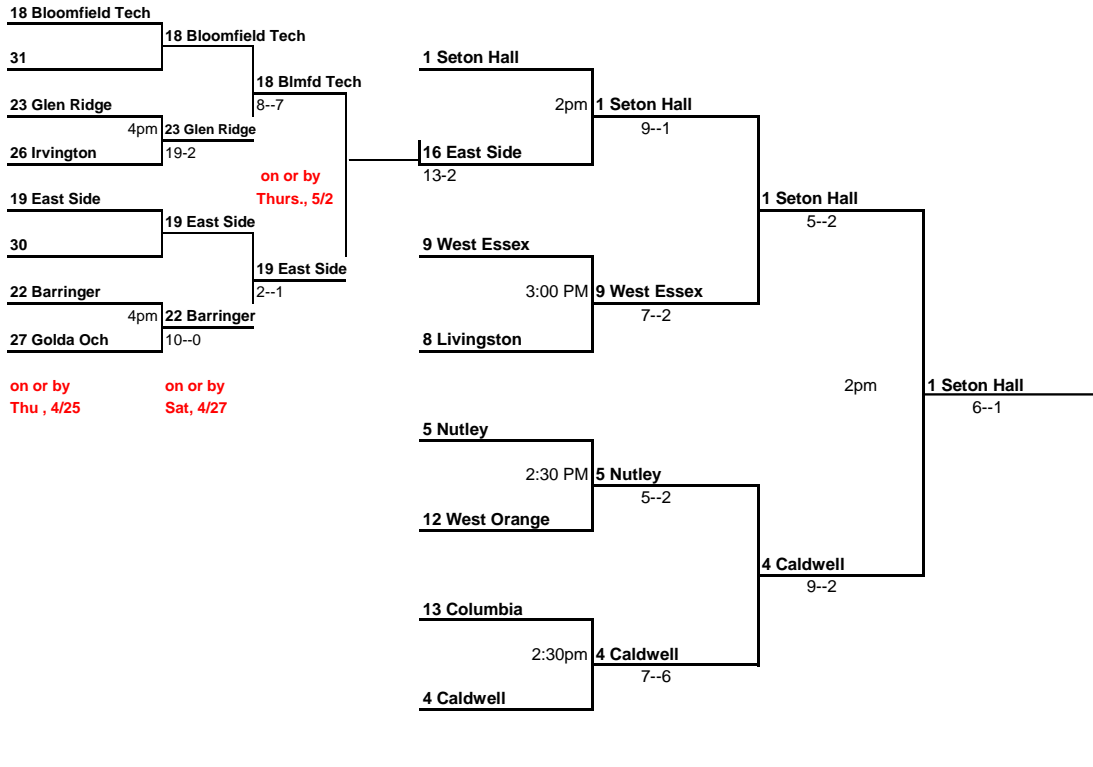 18 Bloomfield Tech
18 Bloomfield Tech
31
18 Blmfd Tech
8--7
23 Glen Ridge
4pm 23 Glen Ridge
26 Irvington
19-2
on or by
Thurs., 5/2
19 East Side
19 East Side
30
19 East Side
2--1
22 Barringer
4pm 22 Barringer
27 Golda Och
10--0
on or by
Thu , 4/25
on or by
Sat, 4/27
1 Seton Hall
2pm 1 Seton Hall
9--1
16 East Side
13-2
1 Seton Hall
5--2
9 West Essex
3:00 PM 9 West Essex
7--2
8 Livingston
2pm 1 Seton Hall
6--1
5 Nutley
2:30 PM 5 Nutley
5--2
12 West Orange
4 Caldwell
9--2
13 Columbia
2:30pm 4 Caldwell
7--6
4 Caldwell